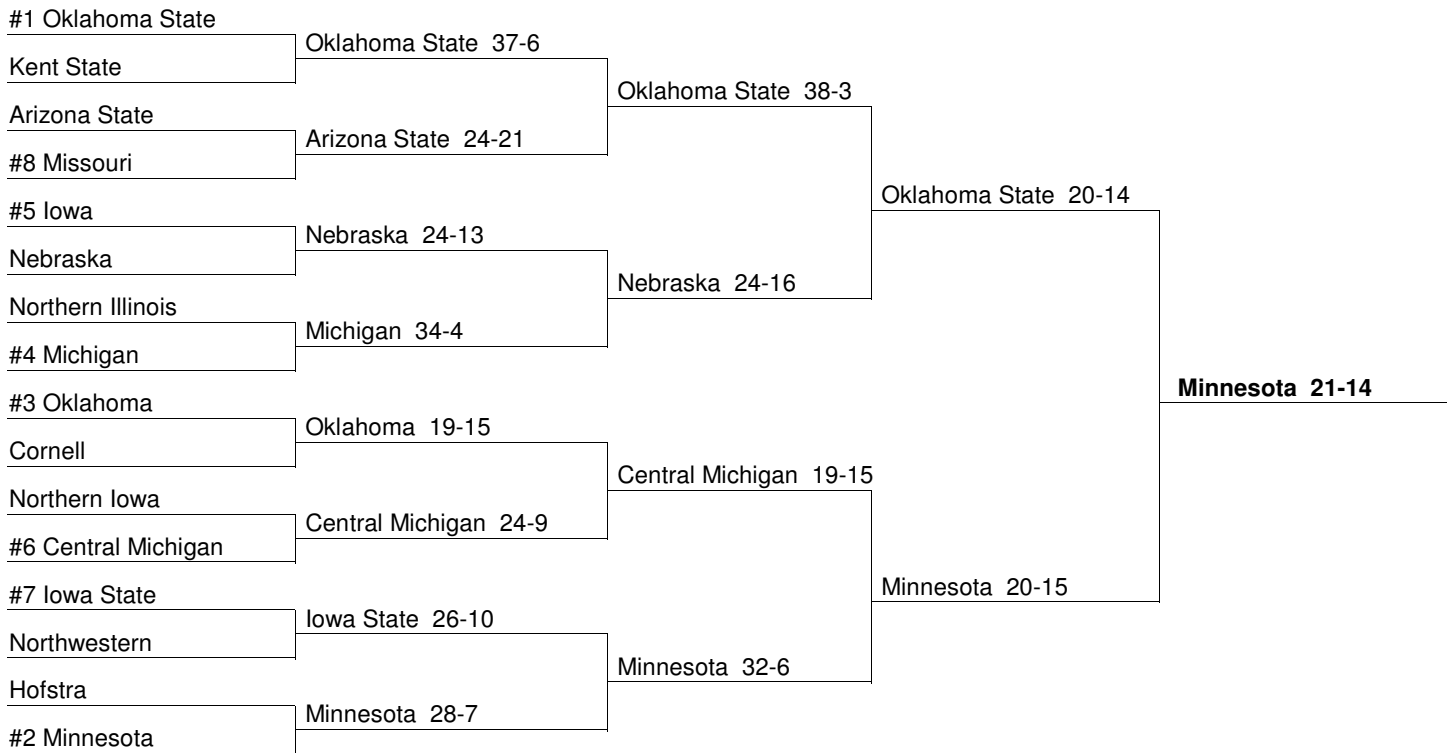 #1 Oklahoma State
Kent State
Arizona State
#8 Missouri
#5 Iowa
Nebraska
Northern Illinois
#4 Michigan
#3 Oklahoma
Cornell
Northern Iowa
#6 Central Michigan
#7 Iowa State
Northwestern
Hofstra
#2 Minnesota
Oklahoma State 37-6
Arizona State 24-21
Nebraska 24-13
Michigan 34-4
Oklahoma 19-15
Central Michigan 24-9
Iowa State 26-10
Minnesota 28-7
Oklahoma State 38-3
Nebraska 24-16
Central Michigan 19-15
Minnesota 32-6
Oklahoma State 20-14
Minnesota 20-15
Minnesota 21-14